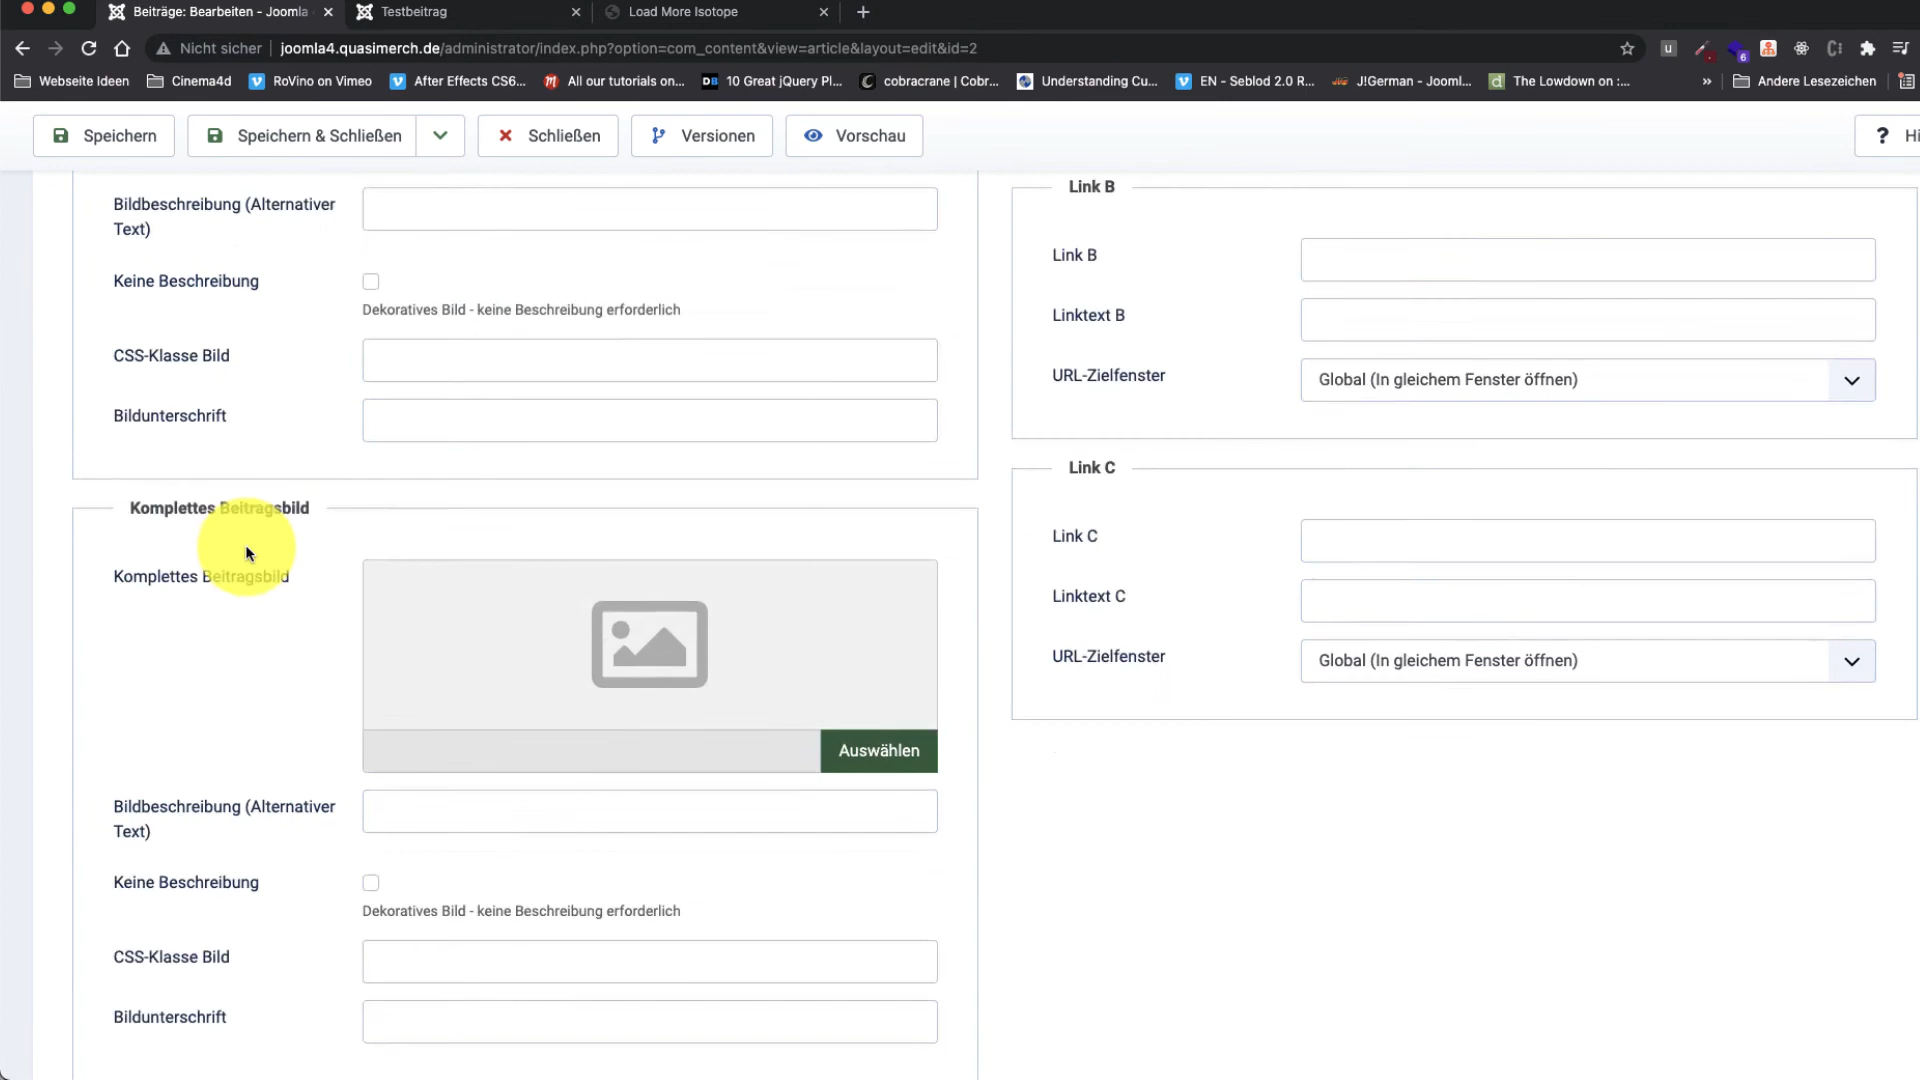 Beiträge: Bearbeiten - Joomla
Testbeitrag
Load More Isotope
Nicht sicher
joomla4.quasimerch.de/administrator/index.php?option=com_content&view=article&layout=edit&id=2
u
6
Webseite Ideen
Cinema4d
RoVino on Vimeo
After Effects CS6...
All our tutorials on...
10 Great jQuery Pl...
cobracrane | Cobr...
Understanding Cu...
EN - Seblod 2.0 R...
J!German - Jooml...
The Lowdown on :...
»
Andere Lesezeichen
Speichern
Speichern & Schließen
Schließen
Versionen
Vorschau
? Hi
Bildbeschreibung (Alternativer
Text)
Keine Beschreibung
Dekoratives Bild - keine Beschreibung erforderlich
CSS-Klasse Bild
Bildunterschrift
Komplettes Beitragsbild
Komplettes Beitragsbild
Auswählen
Bildbeschreibung (Alternativer
Text)
Keine Beschreibung
Dekoratives Bild - keine Beschreibung erforderlich
CSS-Klasse Bild
Bildunterschrift
Link B
Link B
Linktext B
URL-Zielfenster
Global (In gleichem Fenster öffnen)
Link C
Link C
Linktext C
URL-Zielfenster
Global (In gleichem Fenster öffnen)